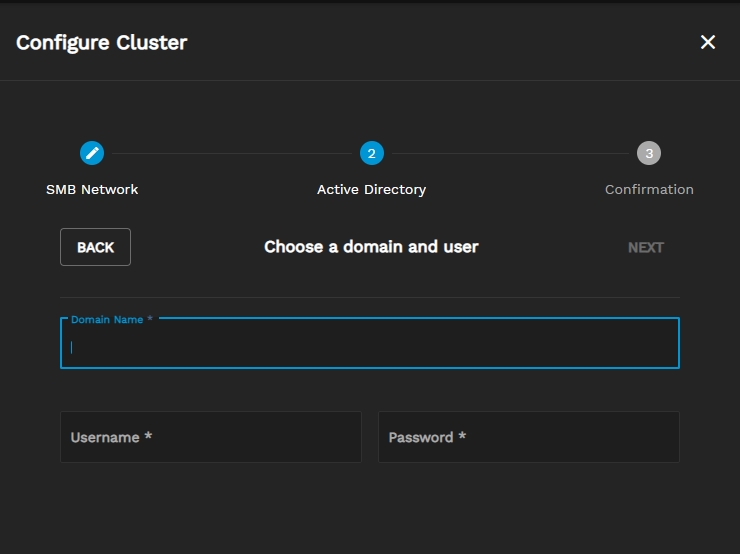 Configure Cluster
2
3
SMB Network
Active Directory
Confirmation
BACK
Choose a domain and user
NEXT
Domain Name *
Username *
Password *